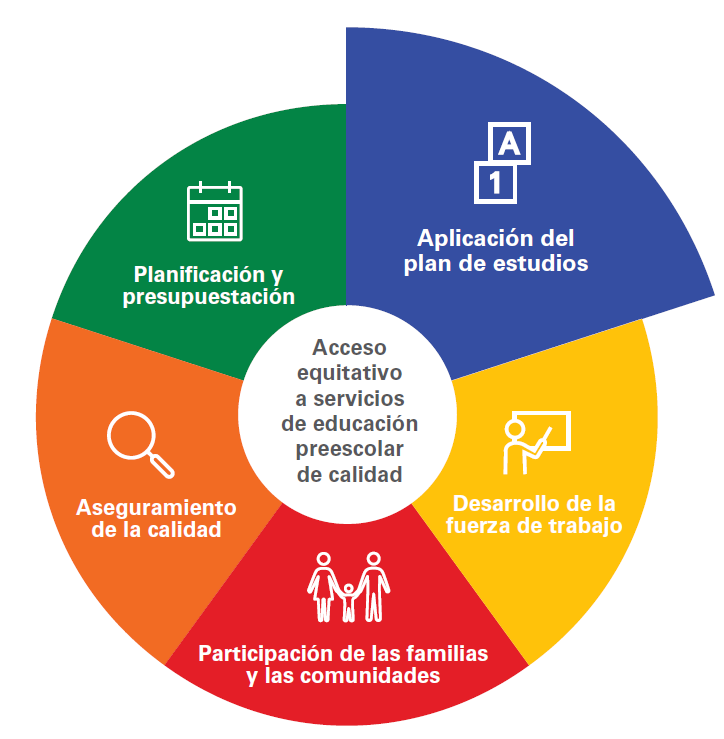 A
1
Aplicación del
plan de estudios
Planificación y
presupuestación
Acceso
equitativo
a servicios
de educación
preescolar
de calidad
Desarrollo de la
fuerza de trabajo
Aseguramiento
de la calidad
Participación de las familias
y las comunidades